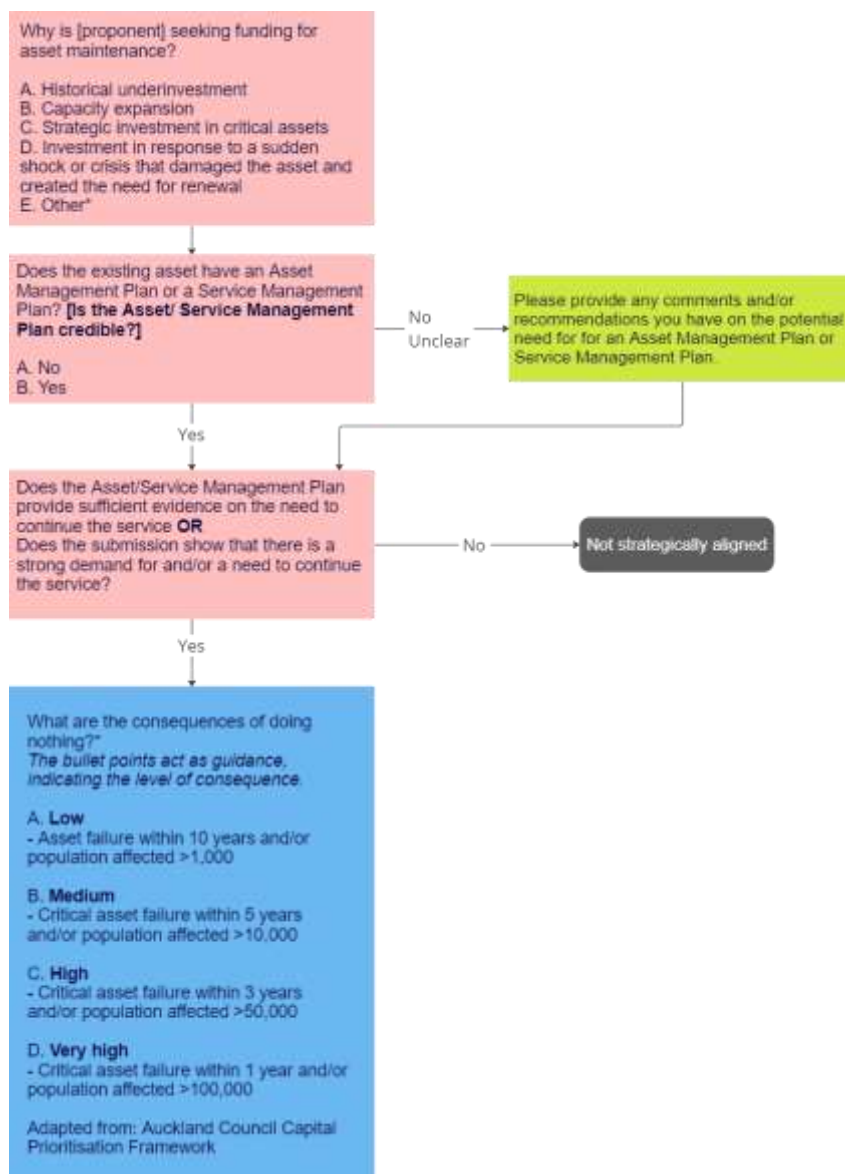 Why is [proponent] seeking funding for
asset maintenance?
A. Historical underinvestment
B. Capacity expansion
C. Strategic investment in critical assets
D. Investment in response to a sudden
shock or crisis that damaged the asset and
created the need for renewal
E. Other*
Does the existing asset have an Asset
Management Plan or a Service Management
Plan? [Is the Asset/ Service Management
Plan credible?]
A. No
B. Yes
No
Unclear
Please provide any comments and/or
recommendations you have on the potential
need for for an Asset Management Plan or
Service Management Plan.
Yes
Does the Asset/Service Management Plan
provide sufficient evidence on the need to
continue the service OR
Does the submission show that there is a
strong demand for and/or a need to continue
the service?
No
Not strategically aligned
Yes
What are the consequences of doing
nothing?*
The bullet points act as guidance,
indicating the level of consequence.
A. Low
- Asset failure within 10 years and/or
population affected >1,000
B. Medium
- Critical asset failure within 5 years
and/or population affected >10,000
C. High
- Critical asset failure within 3 years
and/or population affected >50,000
D. Very high
- Critical asset failure within 1 year and/or
population affected >100,000
Adapted from: Auckland Council Capital
Prioritisation Framework